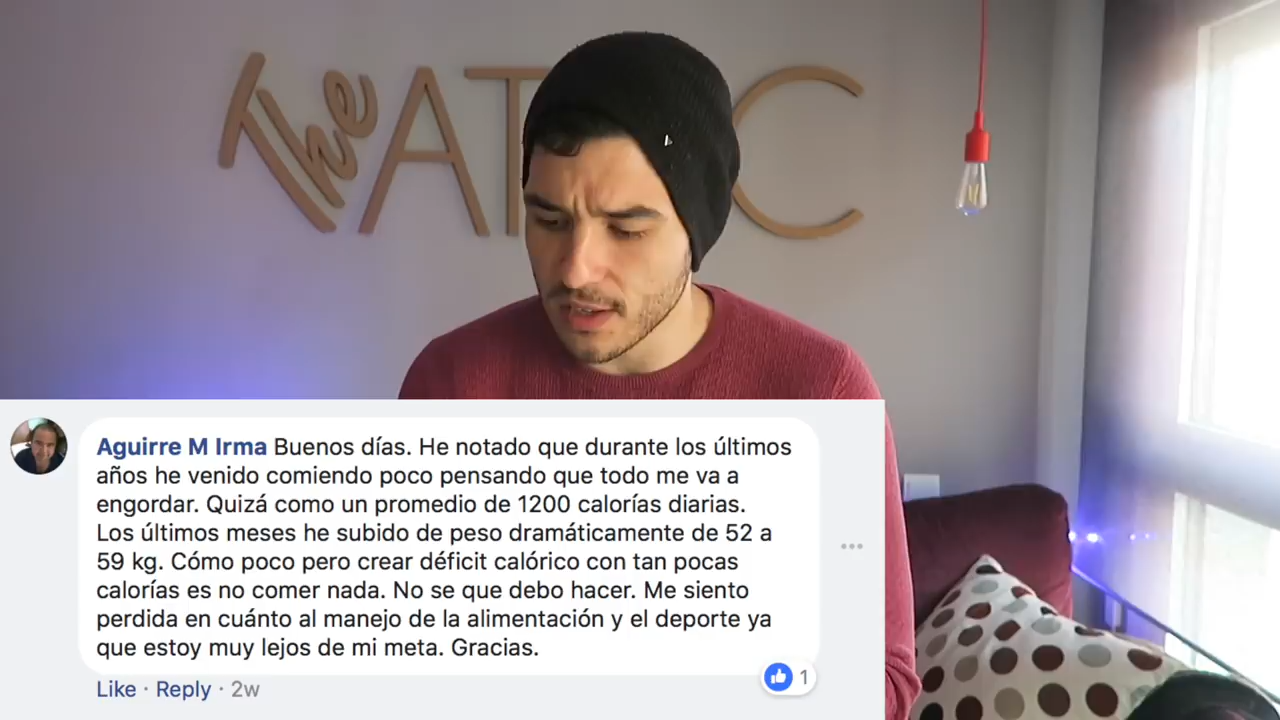 The ATTIC
Aguirre M Irma Buenos días. He notado que durante los últimos
años he venido comiendo poco pensando que todo me va a
engordar. Quizá como un promedio de 1200 calorías diarias.
Los últimos meses he subido de peso dramáticamente de 52 a
59 kg. Cómo poco pero crear déficit calórico con tan pocas
calorías es no comer nada. No se que debo hacer. Me siento
perdida en cuánto al manejo de la alimentación y el deporte ya
que estoy muy lejos de mi meta. Gracias.
1
Like · Reply · 2w